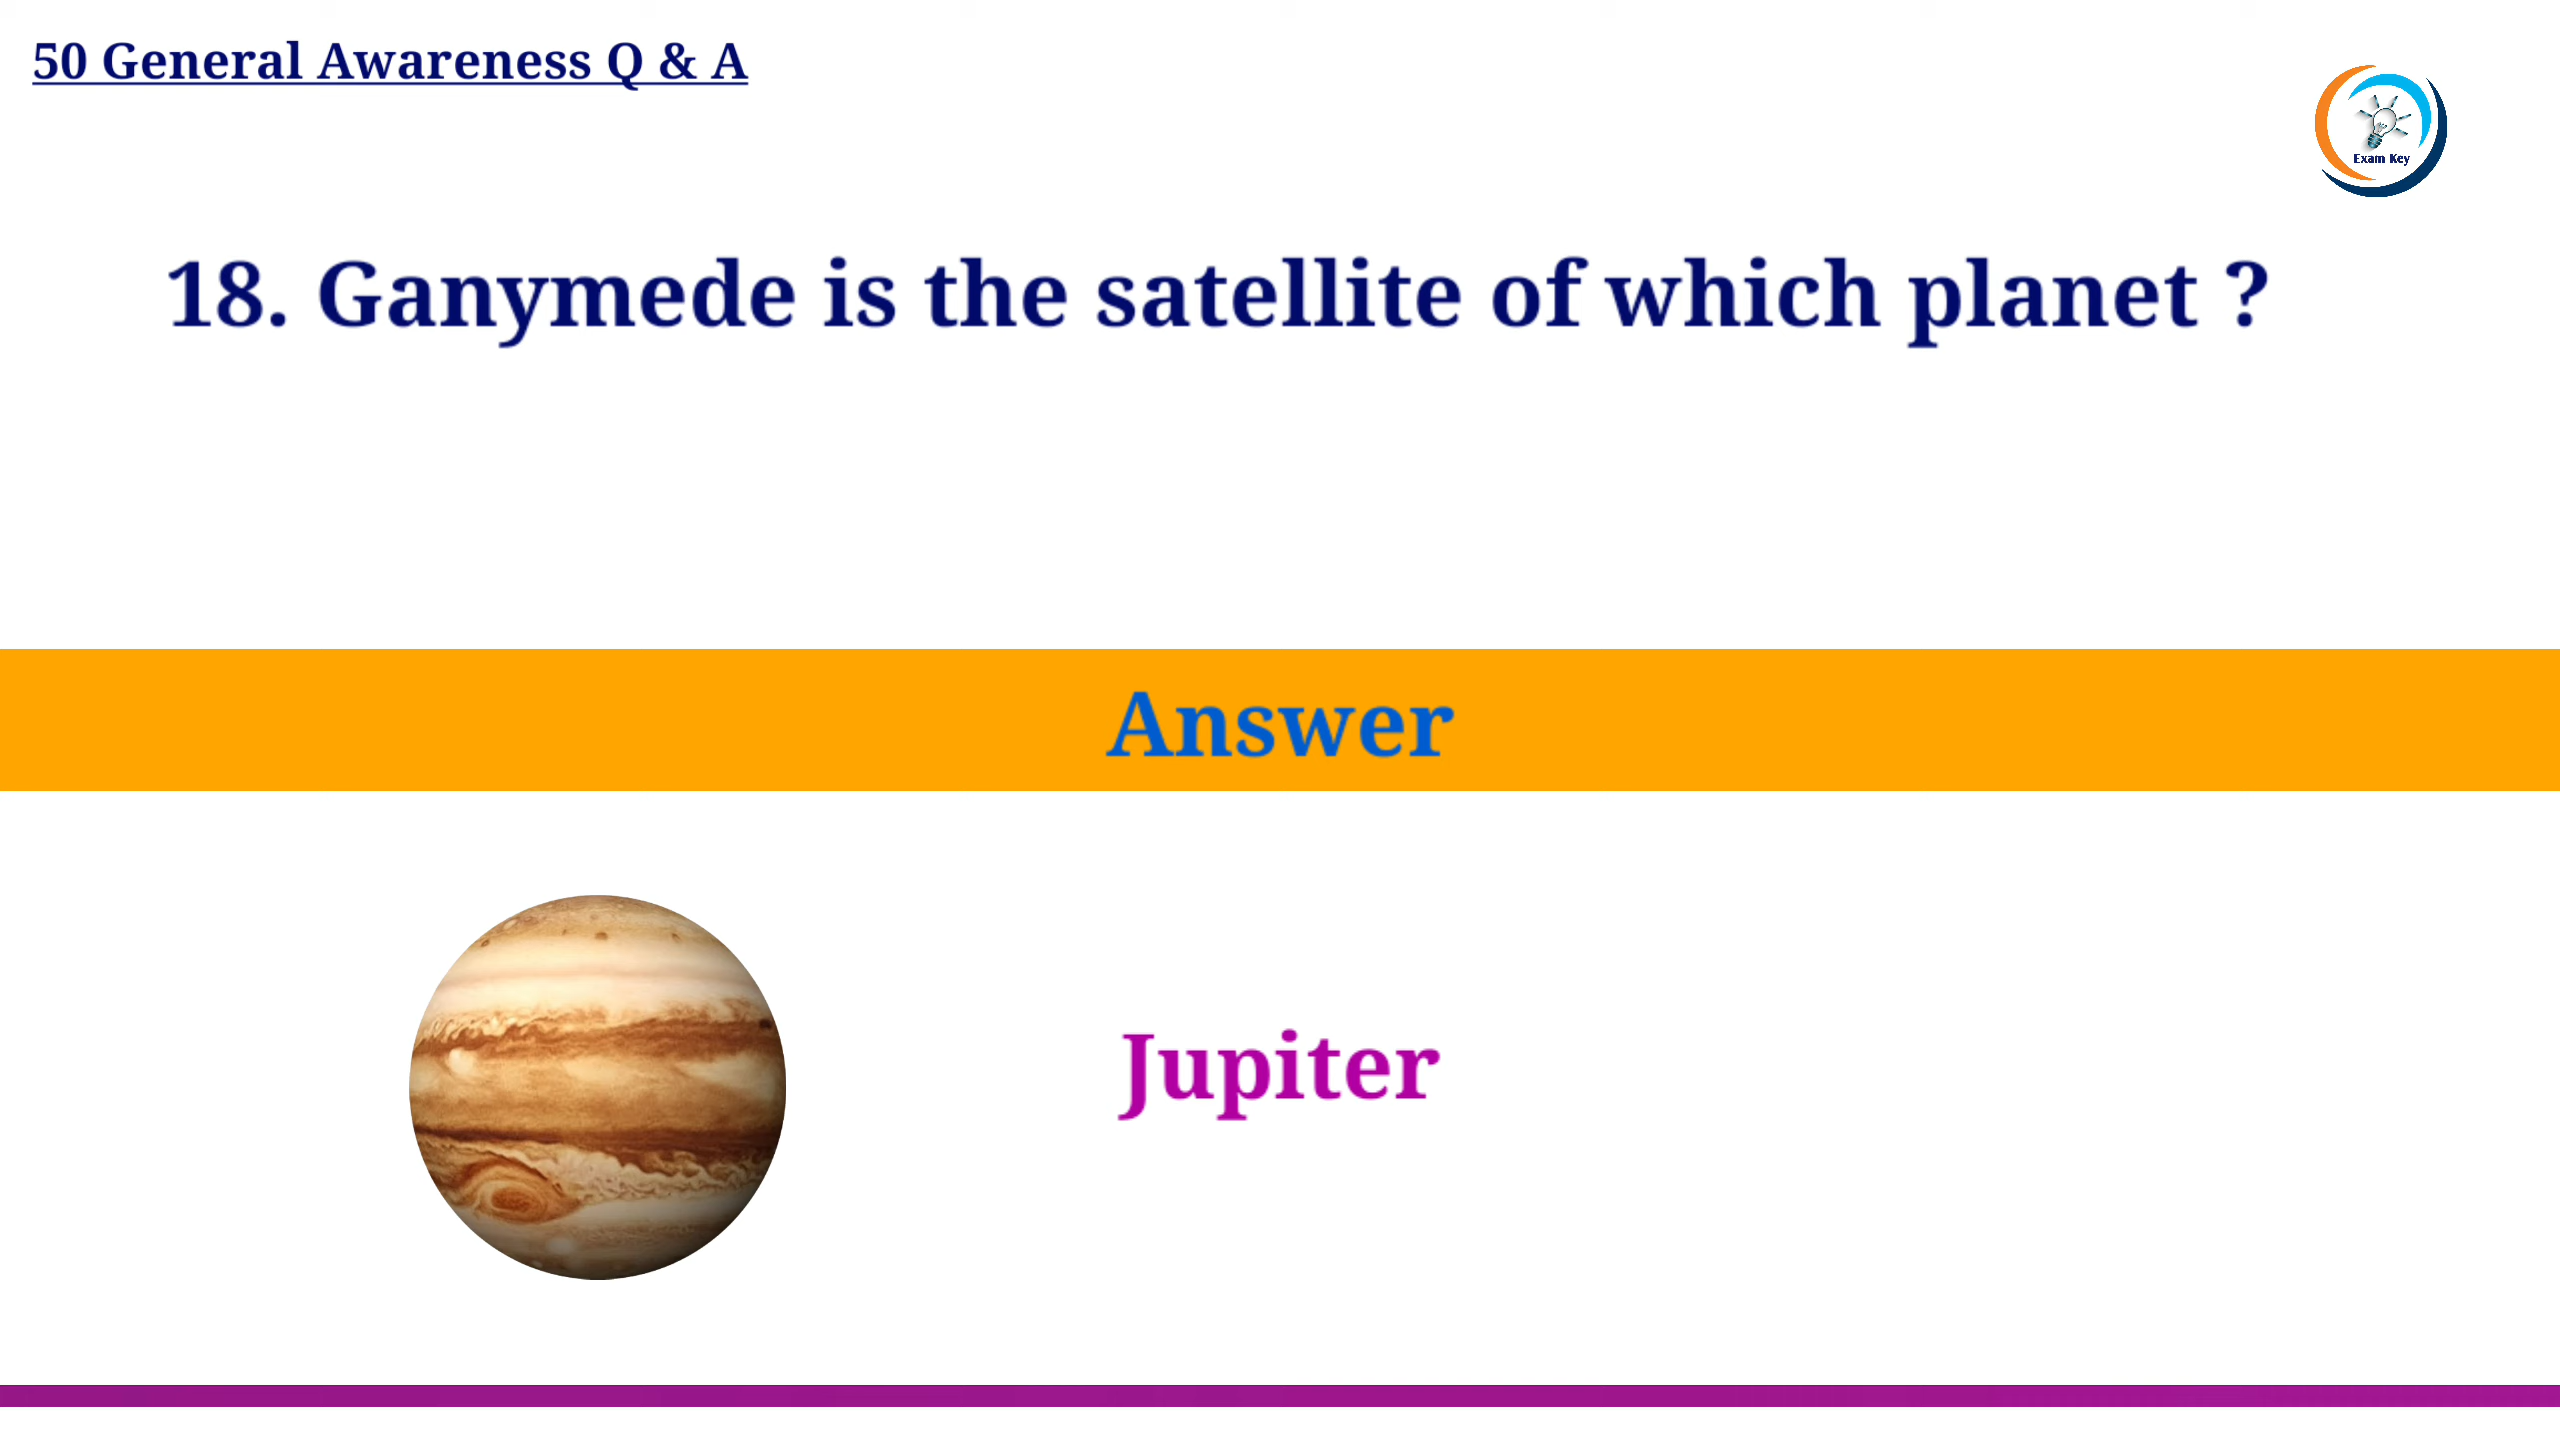 50 General Awareness Q & A
Exam Key
18. Ganymede is the satellite of which planet ?
Answer
Jupiter